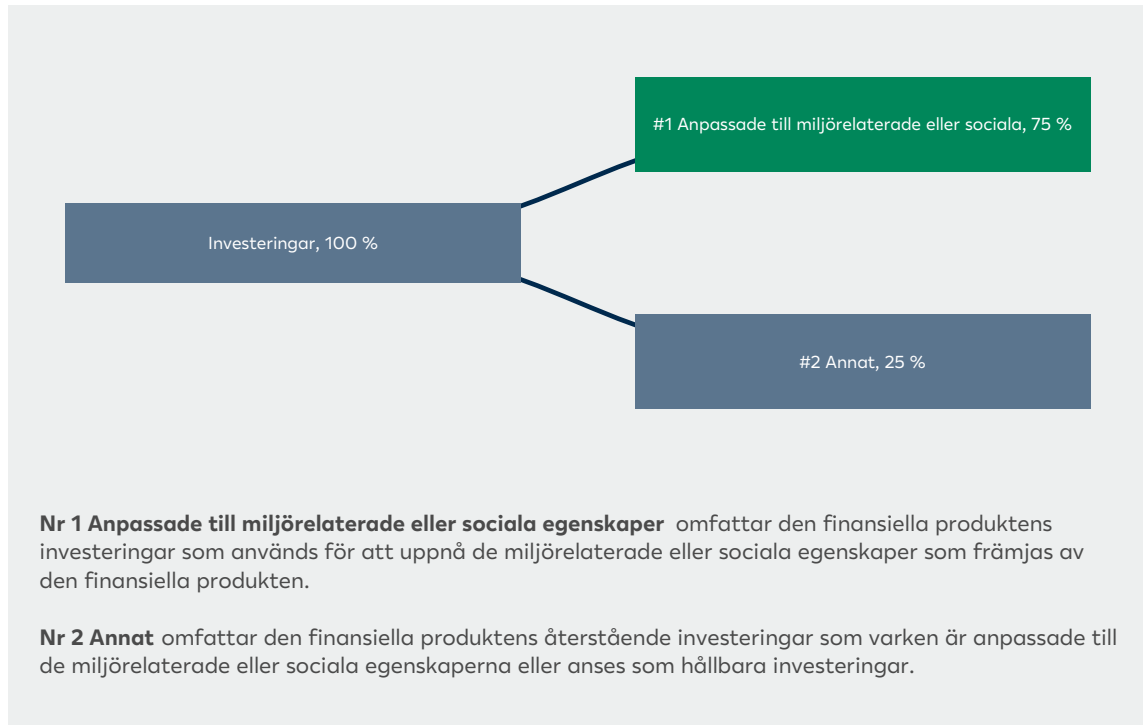 #1 Anpassade till miljörelaterade eller sociala, 75 %
Investeringar, 100 %
#2 Annat, 25 %
Nr 1 Anpassade till miljörelaterade eller sociala egenskaper omfattar den finansiella produktens
investeringar som används för att uppnå de miljörelaterade eller sociala egenskaper som främjas av
den finansiella produkten.
Nr 2 Annat omfattar den finansiella produktens återstående investeringar som varken är anpassade till
de miljörelaterade eller sociala egenskaperna eller anses som hållbara investeringar.